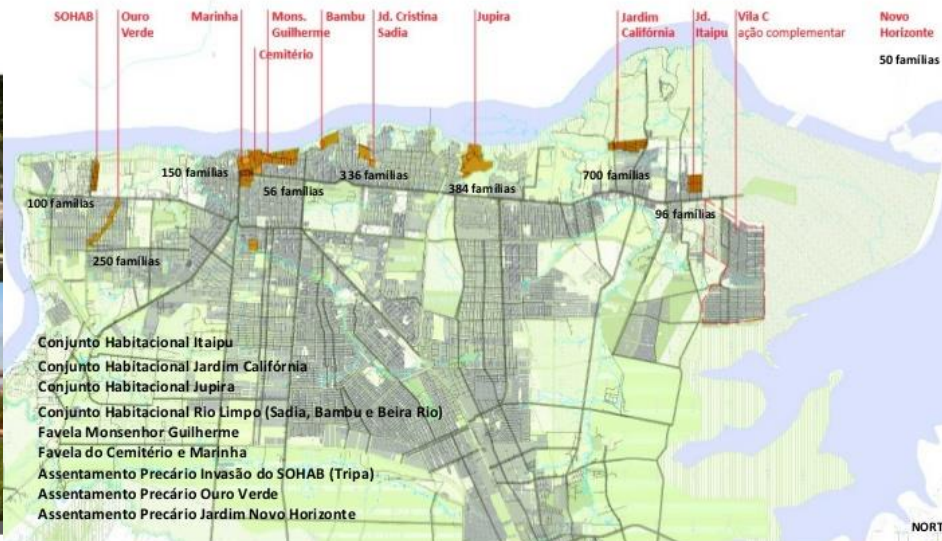 SOHAB
Ouro
Verde
Marinha
Mons.
Guilherme
Cemitério
Bambu
Jd. Cristina
Sadia
Jupira
Jardim
Califórnia
Jd.
Itaipu
Vila C
ação complementar
Novo
Horizonte
50 famílias
150 famílias
56 famílias
336 famílias
384 famílias
700 famílias
96 famílias
100 famílias
250 famílias
Conjunto Habitacional Itaipu
Conjunto Habitacional Jardim Califórnia
Conjunto Habitacional Jupira
Conjunto Habitacional Rio Limpo (Sadia, Bambu e Beira Rio)
Favela Monsenhor Guilherme
Favela do Cemitério e Marinha
Assentamento Precário Invasão do SOHAB (Tripa)
Assentamento Precário Ouro Verde
Assentamento Precário Jardim Novo Horizonte
NORT